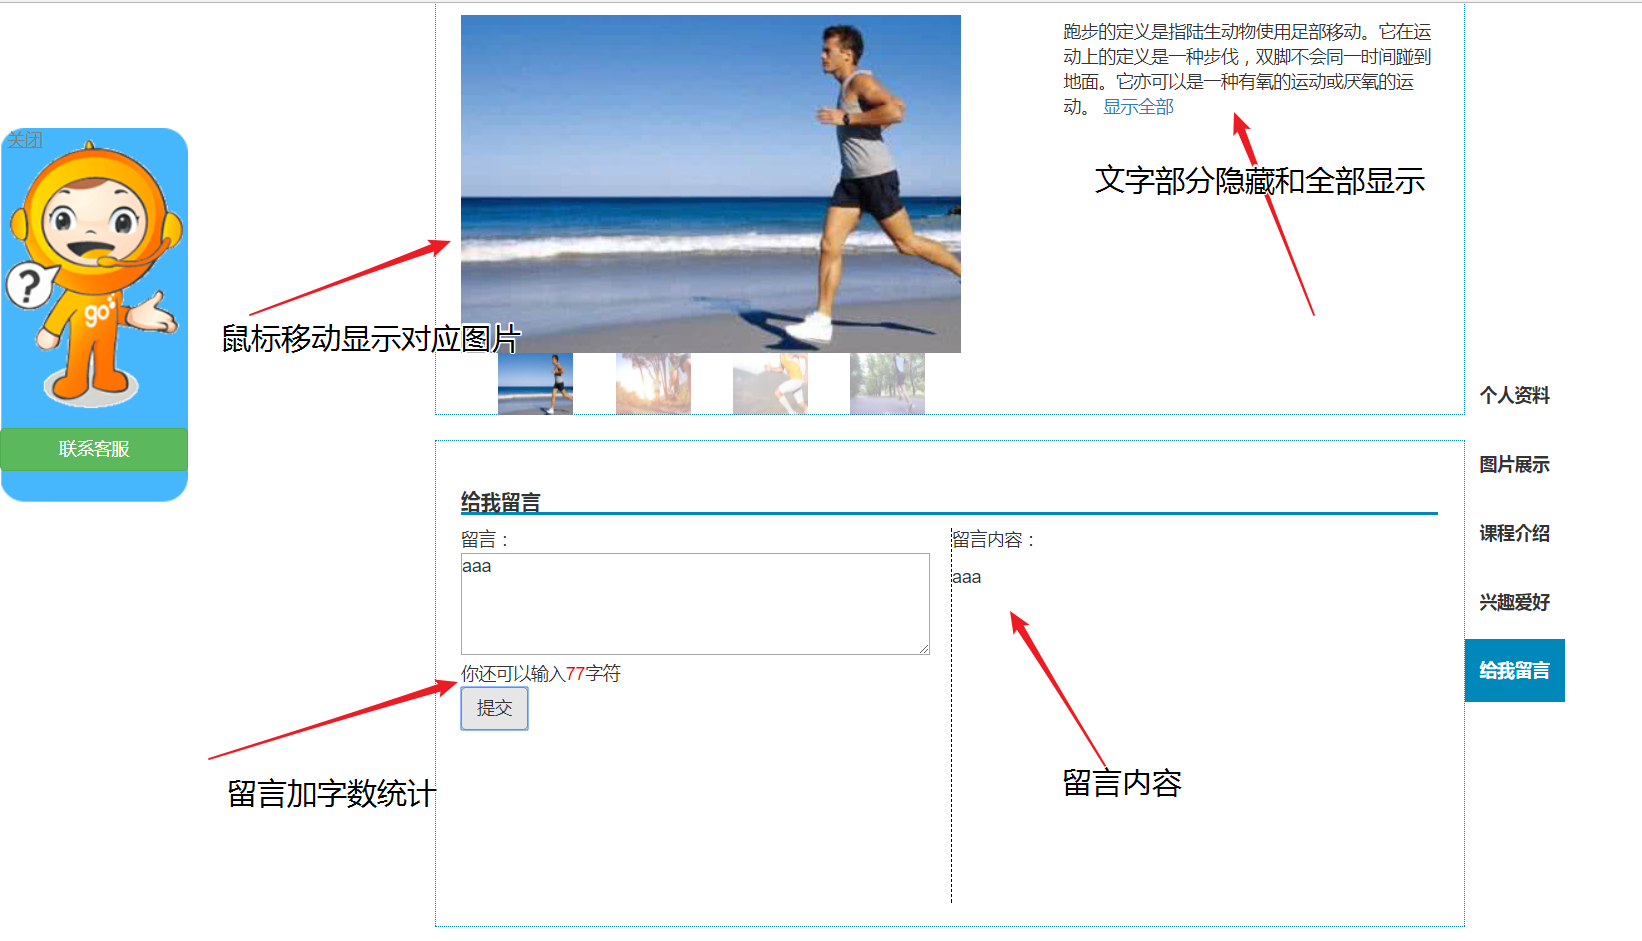 跑步的定义是指陆生动物使用足部移动。它在运
动上的定义是一种步伐，双脚不会同一时间踫到
地面。它亦可以是一种有氧的运动或厌氧的运
动。 显示全部
文字部分隐藏和全部显示
关闭
?
go
联系客服
鼠标移动显示对应图片
个人资料
图片展示
课程介绍
兴趣爱好
给我留言
给我留言
留言：
aaa
你还可以输入77字符
提交
留言内容：
aaa
留言加字数统计
留言内容